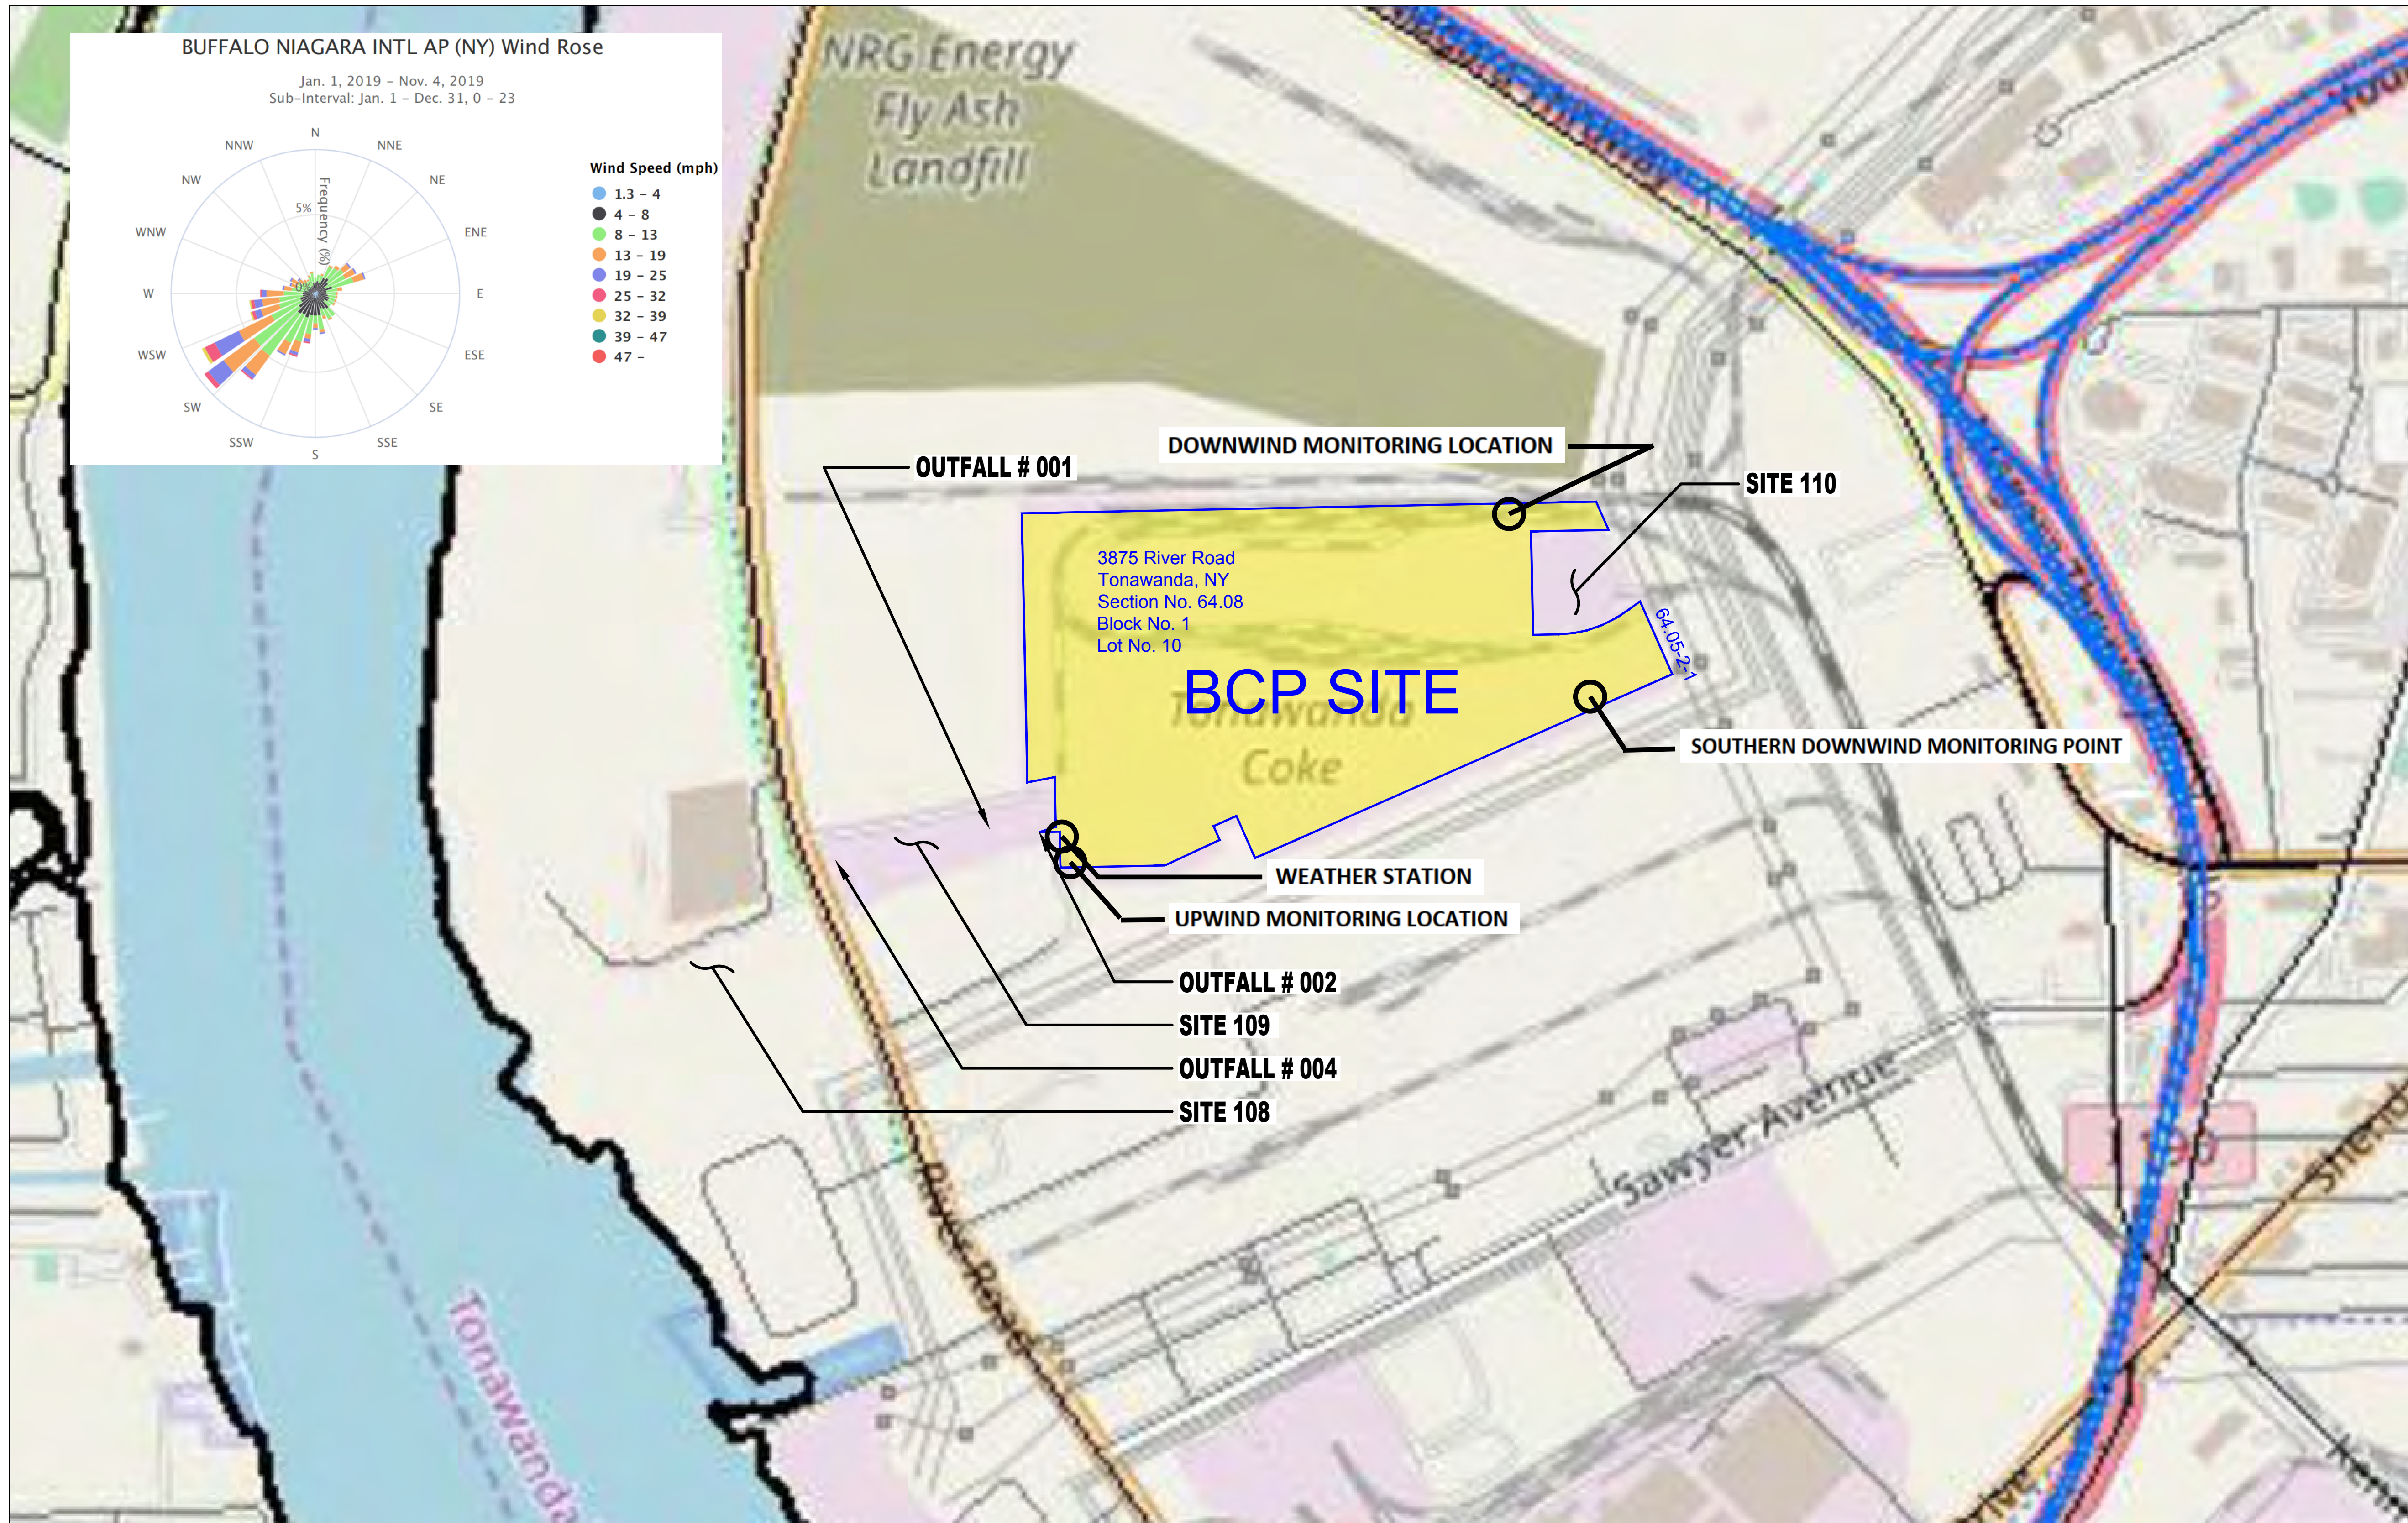 BUFFALO NIAGARA INTL AP (NY) Wind Rose
Jan. 1, 2019 – Nov. 4, 2019
Sub-Interval: Jan. 1 – Dec. 31, 0 – 23
N
NNW
NNE
NW
NE
WNW
ENE
W
E
WSW
ESE
SW
SE
SSW
SSE
S
Frequency (%)
5%
0%
Wind Speed (mph)
1.3 – 4
4 – 8
8 – 13
13 – 19
19 – 25
25 – 32
32 – 39
39 – 47
47 –
NRG Energy
Fly Ash
Landfill
DOWNWIND MONITORING LOCATION
OUTFALL # 001
SITE 110
3875 River Road
Tonawanda, NY
Section No. 64.08
Block No. 1
Lot No. 10
64.05-2-1
BCP SITE
Tonawanda
Coke
SOUTHERN DOWNWIND MONITORING POINT
WEATHER STATION
UPWIND MONITORING LOCATION
OUTFALL # 002
SITE 109
OUTFALL # 004
SITE 108
Sawyer Avenue
River Road
Tonawanda